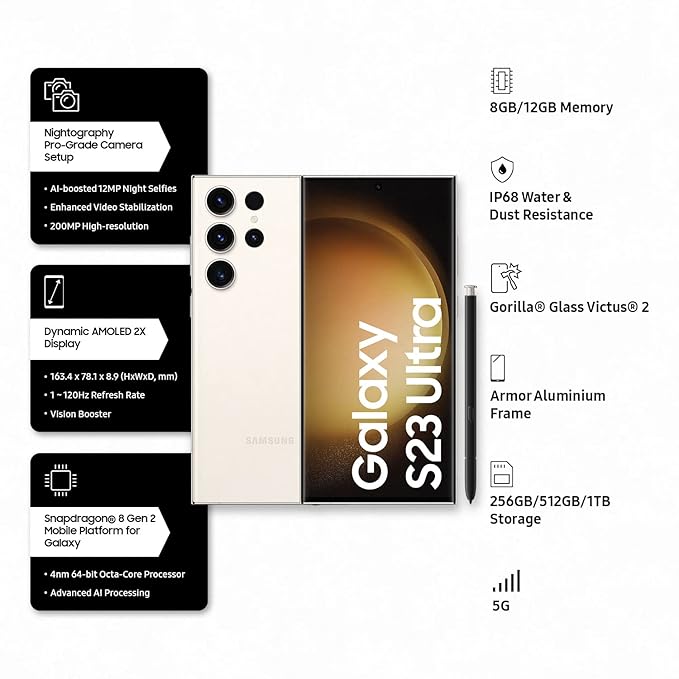 Nightography
Pro-Grade Camera
Setup
• AI-boosted 12MP Night Selfies
• Enhanced Video Stabilization
• 200MP High-resolution
Dynamic AMOLED 2X
Display
• 163.4 x 78.1 x 8.9 (HxWxD, mm)
• 1 ~ 120Hz Refresh Rate
• Vision Booster
Snapdragon® 8 Gen 2
Mobile Platform for
Galaxy
• 4nm 64-bit Octa-Core Processor
• Advanced AI Processing
SAMSUNG
Galaxy
S23 Ultra
8GB/12GB Memory
IP68 Water &
Dust Resistance
Gorilla® Glass Victus® 2
Armor Aluminium
Frame
256GB/512GB/1TB
Storage
5G